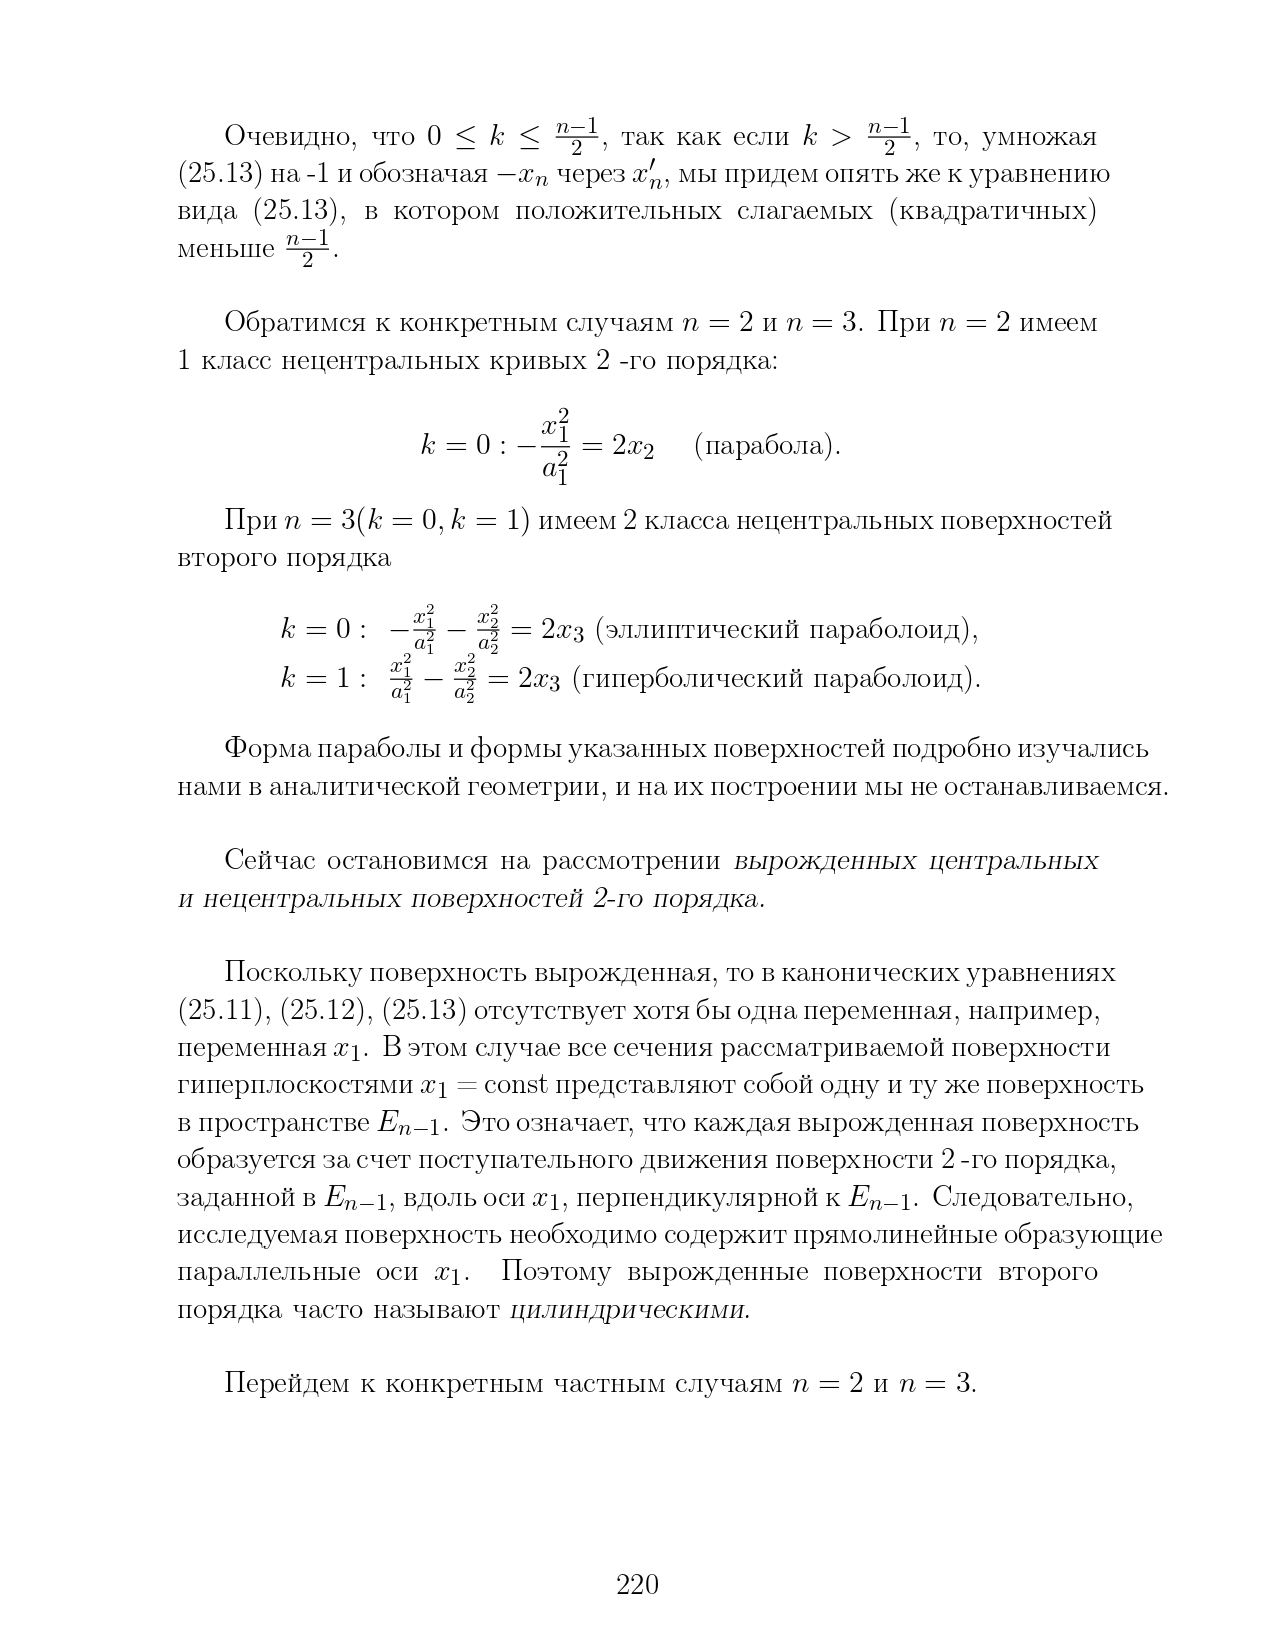 Очевидно, что $0 \leq k \leq \frac{n-1}{2}$, так как если $k > \frac{n-1}{2}$, то, умножая
(25.13) на -1 и обозначая $-x_n$ через $x'_n$, мы придем опять же к уравнению
вида (25.13), в котором положительных слагаемых (квадратичных)
меньше $\frac{n-1}{2}$.
Обратимся к конкретным случаям $n = 2$ и $n = 3$. При $n = 2$ имеем
1 класс нецентральных кривых 2 -го порядка:
$k = 0 : -\frac{x_1^2}{a_1^2} = 2x_2$ (парабола).
При $n = 3(k = 0, k = 1)$ имеем 2 класса нецентральных поверхностей
второго порядка
$k = 0 : \ -\frac{x_1^2}{a_1^2} - \frac{x_2^2}{a_2^2} = 2x_3$ (эллиптический параболоид),
$k = 1 : \ \frac{x_1^2}{a_1^2} - \frac{x_2^2}{a_2^2} = 2x_3$ (гиперболический параболоид).
Форма параболы и формы указанных поверхностей подробно изучались
нами в аналитической геометрии, и на их построении мы не останавливаемся.
Сейчас остановимся на рассмотрении вырожденных центральных
и нецентральных поверхностей 2-го порядка.
Поскольку поверхность вырожденная, то в канонических уравнениях
(25.11), (25.12), (25.13) отсутствует хотя бы одна переменная, например,
переменная $x_1$. В этом случае все сечения рассматриваемой поверхности
гиперплоскостями $x_1$ = const представляют собой одну и ту же поверхность
в пространстве $E_{n-1}$. Это означает, что каждая вырожденная поверхность
образуется за счет поступательного движения поверхности 2 -го порядка,
заданной в $E_{n-1}$, вдоль оси $x_1$, перпендикулярной к $E_{n-1}$. Следовательно,
исследуемая поверхность необходимо содержит прямолинейные образующие
параллельные оси $x_1$. Поэтому вырожденные поверхности второго
порядка часто называют цилиндрическими.
Перейдем к конкретным частным случаям $n = 2$ и $n = 3$.
220